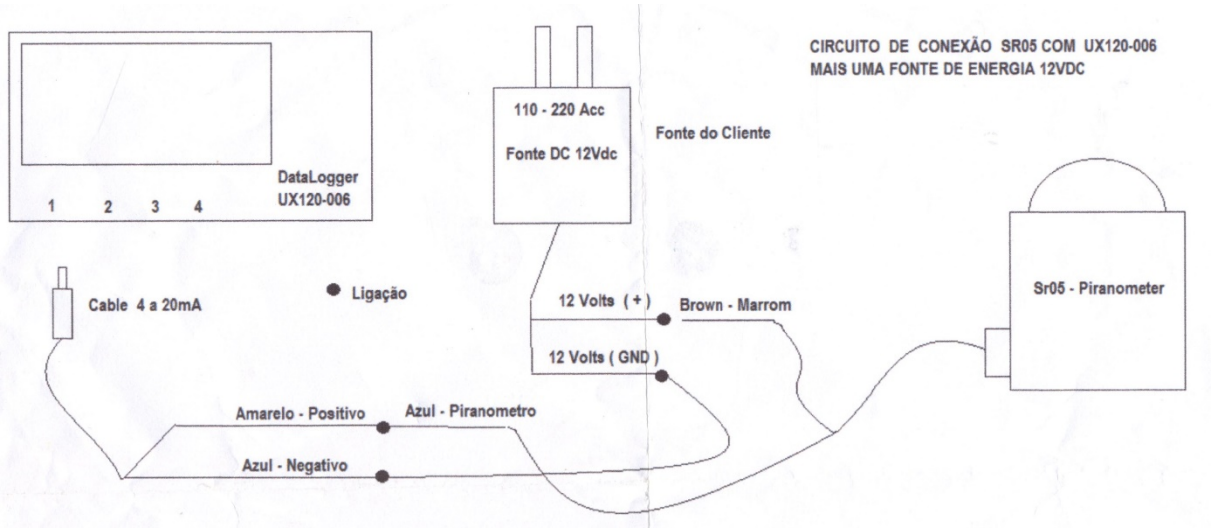 CIRCUITO DE CONEXÃO SR05 COM UX120-006
MAIS UMA FONTE DE ENERGIA 12VDC
110 - 220 Acc
Fonte DC 12Vdc
Fonte do Cliente
DataLogger
UX120-006
1 2 3 4
Cable 4 a 20mA
Ligação
12 Volts ( + )
Brown - Marrom
Sr05 - Piranometer
12 Volts ( GND )
Amarelo - Positivo
Azul - Piranometro
Azul - Negativo